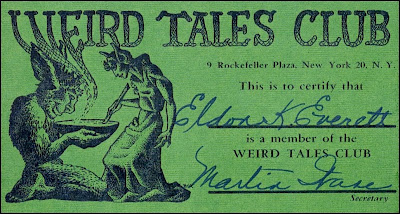 WEIRD TALES CLUB
9 Rockefeller Plaza, New York 20, N. Y.
This is to certify that
Eldon K Everett
is a member of the
WEIRD TALES CLUB
Martin Ware
Secretary